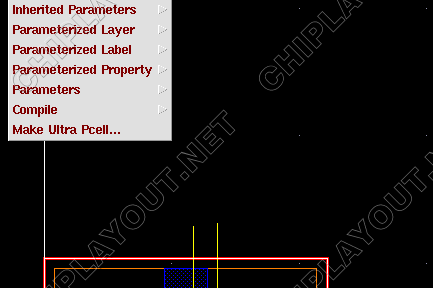 Inherited Parameters
Parameterized Layer
Parameterized Label
Parameterized Property
Parameters
Compile
Make Ultra Pcell...
CHIPLAYOUT.NET
CHIPLA
CHIPLAYOUT.NET
CHIPLAYOUT.NET